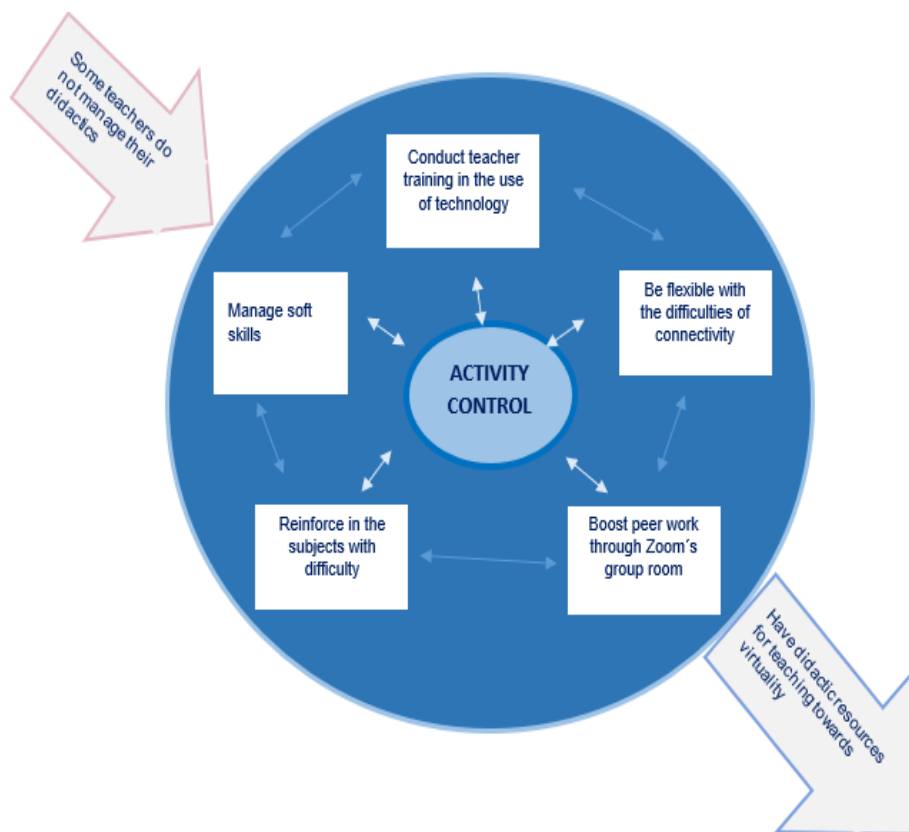 Some teachers do
not manage their
didactics
Conduct teacher
training in the use
of technology
Manage soft
skills
Be flexible with
the difficulties of
connectivity
ACTIVITY
CONTROL
Reinforce in the
subjects with
difficulty
Boost peer work
through Zoom´s
group room
Have didactic resources
for teaching towards
virtuality